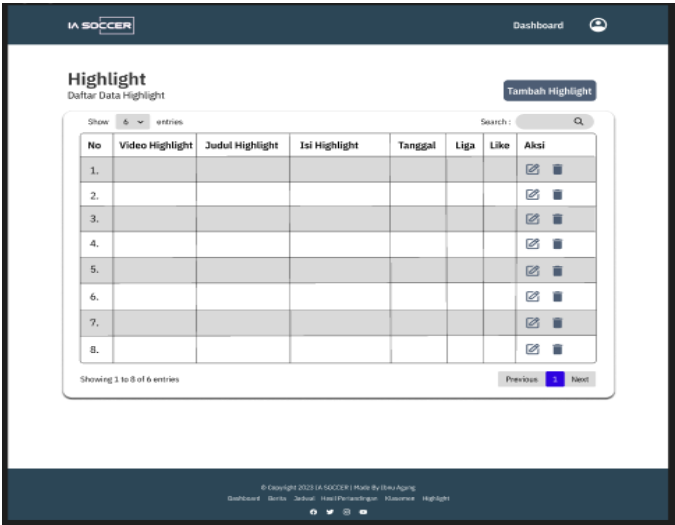 IA SOCCER
Dashboard
Highlight
Daftar Data Highlight
Tambah Highlight
Show 6 entries
Search :
No Video Highlight Judul Highlight Isi Highlight Tanggal Liga Like Aksi
1.
2.
3.
4.
5.
6.
7.
8.
Showing 1 to 8 of 6 entries
Previous 1 Next
© Copyright 2023 IA SOCCER | Made By Ibnu Agung
Dashboard Berita Jadwal Hasil Pertandingan Klasemen Highlight